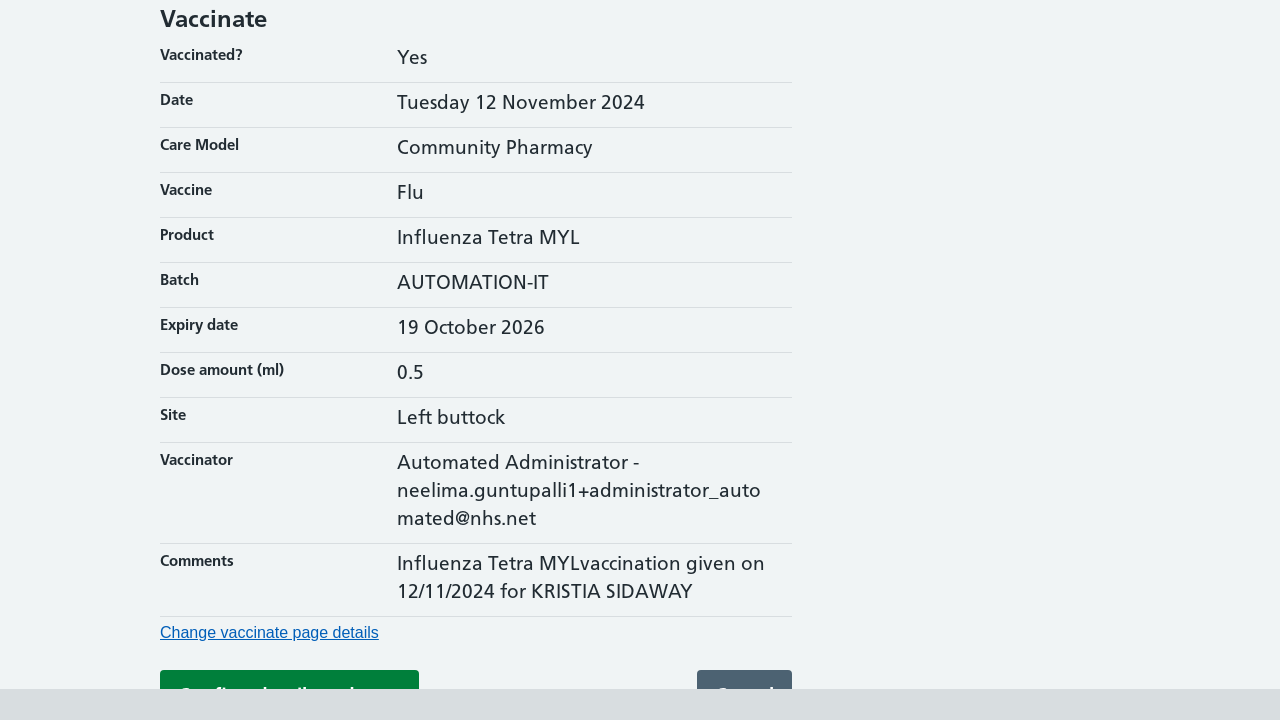 Vaccinate
Vaccinated? Yes
Date Tuesday 12 November 2024
Care Model Community Pharmacy
Vaccine Flu
Product Influenza Tetra MYL
Batch AUTOMATION-IT
Expiry date 19 October 2026
Dose amount (ml) 0.5
Site Left buttock
Vaccinator Automated Administrator -
neelima.guntupalli1+administrator_auto
mated@nhs.net
Comments Influenza Tetra MYLvaccination given on
12/11/2024 for KRISTIA SIDAWAY
Change vaccinate page details